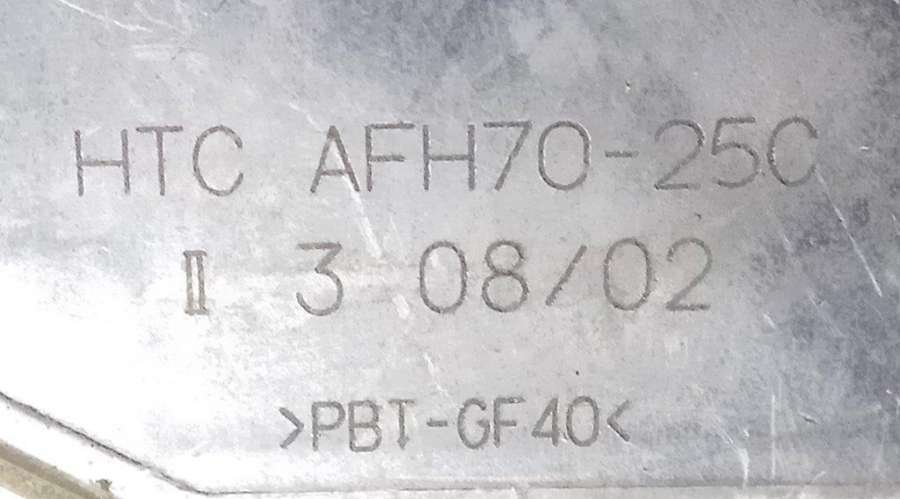 HTC AFH70-25C
II 3 08/02
>PBT-GF40<